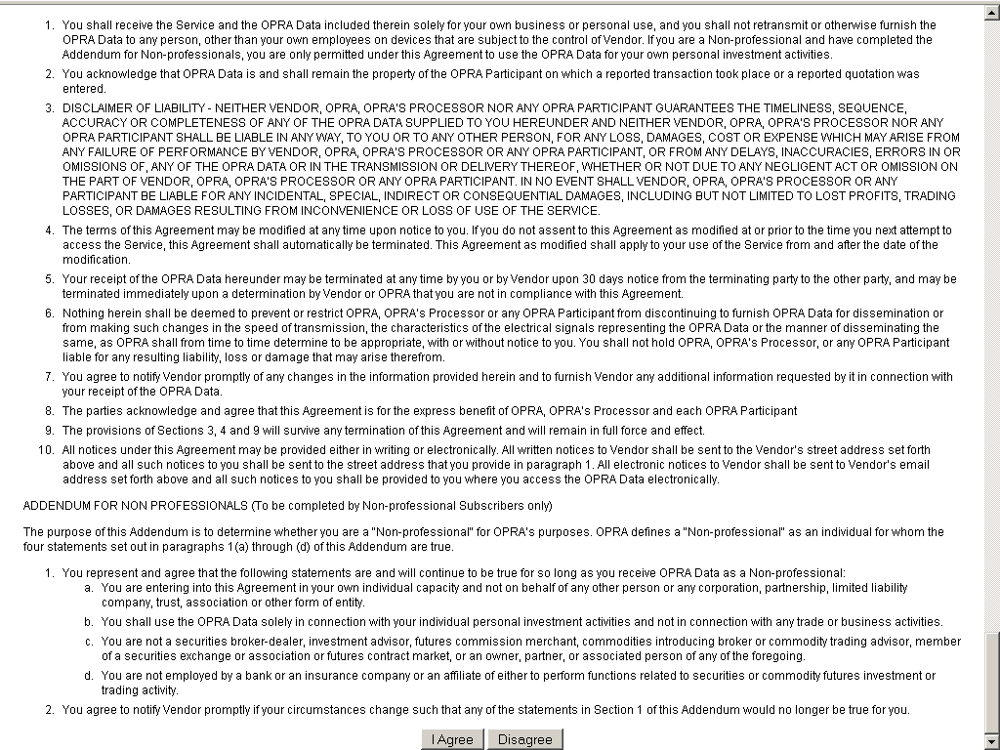 1. You shall receive the Service and the OPRA Data included therein solely for your own business or personal use, and you shall not retransmit or otherwise furnish the
OPRA Data to any person, other than your own employees on devices that are subject to the control of Vendor. If you are a Non-professional and have completed the
Addendum for Non-professionals, you are only permitted under this Agreement to use the OPRA Data for your own personal investment activities.
2. You acknowledge that OPRA Data is and shall remain the property of the OPRA Participant on which a reported transaction took place or a reported quotation was
entered.
3. DISCLAIMER OF LIABILITY - NEITHER VENDOR, OPRA, OPRA'S PROCESSOR NOR ANY OPRA PARTICIPANT GUARANTEES THE TIMELINESS, SEQUENCE,
ACCURACY OR COMPLETENESS OF ANY OF THE OPRA DATA SUPPLIED TO YOU HEREUNDER AND NEITHER VENDOR, OPRA, OPRA'S PROCESSOR NOR ANY
OPRA PARTICIPANT SHALL BE LIABLE IN ANY WAY, TO YOU OR TO ANY OTHER PERSON, FOR ANY LOSS, DAMAGES, COST OR EXPENSE WHICH MAY ARISE FROM
ANY FAILURE OF PERFORMANCE BY VENDOR, OPRA, OPRA'S PROCESSOR OR ANY OPRA PARTICIPANT, OR FROM ANY DELAYS, INACCURACIES, ERRORS IN OR
OMISSIONS OF, ANY OF THE OPRA DATA OR IN THE TRANSMISSION OR DELIVERY THEREOF, WHETHER OR NOT DUE TO ANY NEGLIGENT ACT OR OMISSION ON
THE PART OF VENDOR, OPRA, OPRA'S PROCESSOR OR ANY OPRA PARTICIPANT. IN NO EVENT SHALL VENDOR, OPRA, OPRA'S PROCESSOR OR ANY
PARTICIPANT BE LIABLE FOR ANY INCIDENTAL, SPECIAL, INDIRECT OR CONSEQUENTIAL DAMAGES, INCLUDING BUT NOT LIMITED TO LOST PROFITS, TRADING
LOSSES, OR DAMAGES RESULTING FROM INCONVENIENCE OR LOSS OF USE OF THE SERVICE.
4. The terms of this Agreement may be modified at any time upon notice to you. If you do not assent to this Agreement as modified at or prior to the time you next attempt to
access the Service, this Agreement shall automatically be terminated. This Agreement as modified shall apply to your use of the Service from and after the date of the
modification.
5. Your receipt of the OPRA Data hereunder may be terminated at any time by you or by Vendor upon 30 days notice from the terminating party to the other party, and may be
terminated immediately upon a determination by Vendor or OPRA that you are not in compliance with this Agreement.
6. Nothing herein shall be deemed to prevent or restrict OPRA, OPRA's Processor or any OPRA Participant from discontinuing to furnish OPRA Data for dissemination or
from making such changes in the speed of transmission, the characteristics of the electrical signals representing the OPRA Data or the manner of disseminating the
same, as OPRA shall from time to time determine to be appropriate, with or without notice to you. You shall not hold OPRA, OPRA's Processor, or any OPRA Participant
liable for any resulting liability, loss or damage that may arise therefrom.
7. You agree to notify Vendor promptly of any changes in the information provided herein and to furnish Vendor any additional information requested by it in connection with
your receipt of the OPRA Data.
8. The parties acknowledge and agree that this Agreement is for the express benefit of OPRA, OPRA's Processor and each OPRA Participant
9. The provisions of Sections 3, 4 and 9 will survive any termination of this Agreement and will remain in full force and effect.
10. All notices under this Agreement may be provided either in writing or electronically. All written notices to Vendor shall be sent to the Vendor's street address set forth
above and all such notices to you shall be sent to the street address that you provide in paragraph 1. All electronic notices to Vendor shall be sent to Vendor's email
address set forth above and all such notices to you shall be provided to you where you access the OPRA Data electronically.
ADDENDUM FOR NON PROFESSIONALS (To be completed by Non-professional Subscribers only)
The purpose of this Addendum is to determine whether you are a "Non-professional" for OPRA's purposes. OPRA defines a "Non-professional" as an individual for whom the
four statements set out in paragraphs 1(a) through (d) of this Addendum are true.
1. You represent and agree that the following statements are and will continue to be true for so long as you receive OPRA Data as a Non-professional:
a. You are entering into this Agreement in your own individual capacity and not on behalf of any other person or any corporation, partnership, limited liability
company, trust, association or other form of entity.
b. You shall use the OPRA Data solely in connection with your individual personal investment activities and not in connection with any trade or business activities.
c. You are not a securities broker-dealer, investment advisor, futures commission merchant, commodities introducing broker or commodity trading advisor, member
of a securities exchange or association or futures contract market, or an owner, partner, or associated person of any of the foregoing.
d. You are not employed by a bank or an insurance company or an affiliate of either to perform functions related to securities or commodity futures investment or
trading activity.
2. You agree to notify Vendor promptly if your circumstances change such that any of the statements in Section 1 of this Addendum would no longer be true for you.
I Agree Disagree